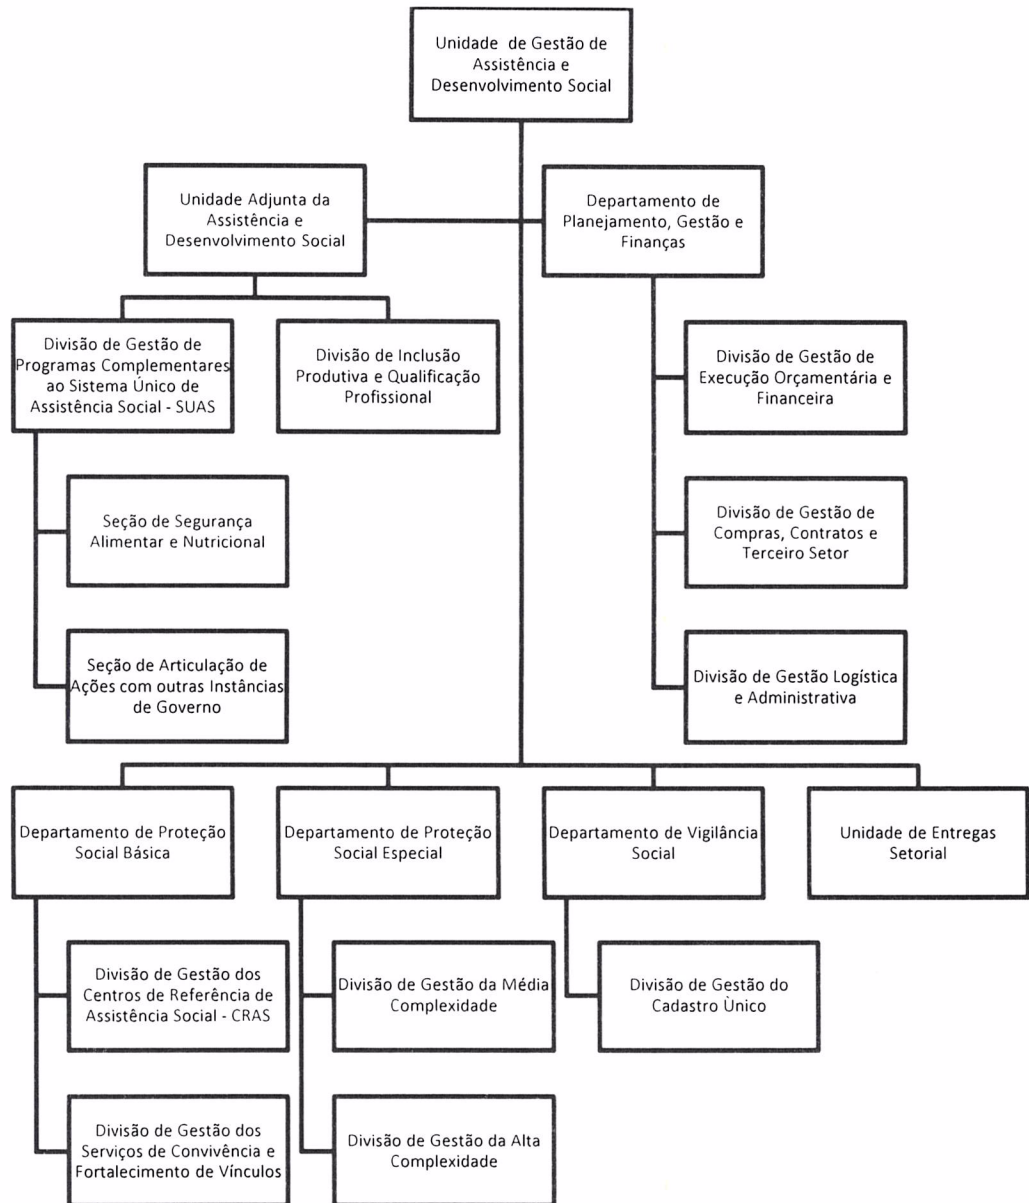 Unidade de Gestão de
Assistência e
Desenvolvimento Social
Unidade Adjunta da
Assistência e
Desenvolvimento Social
Departamento de
Planejamento, Gestão e
Finanças
Divisão de Gestão de
Programas Complementares
ao Sistema Único de
Assistência Social - SUAS
Divisão de Inclusão
Produtiva e Qualificação
Profissional
Divisão de Gestão de
Execução Orçamentária e
Financeira
Seção de Segurança
Alimentar e Nutricional
Divisão de Gestão de
Compras, Contratos e
Terceiro Setor
Seção de Articulação de
Ações com outras Instâncias
de Governo
Divisão de Gestão Logística
e Administrativa
Departamento de Proteção
Social Básica
Departamento de Proteção
Social Especial
Departamento de Vigilância
Social
Unidade de Entregas
Setorial
Divisão de Gestão dos
Centros de Referência de
Assistência Social - CRAS
Divisão de Gestão da Média
Complexidade
Divisão de Gestão do
Cadastro Ùnico
Divisão de Gestão dos
Serviços de Convivência e
Fortalecimento de Vínculos
Divisão de Gestão da Alta
Complexidade